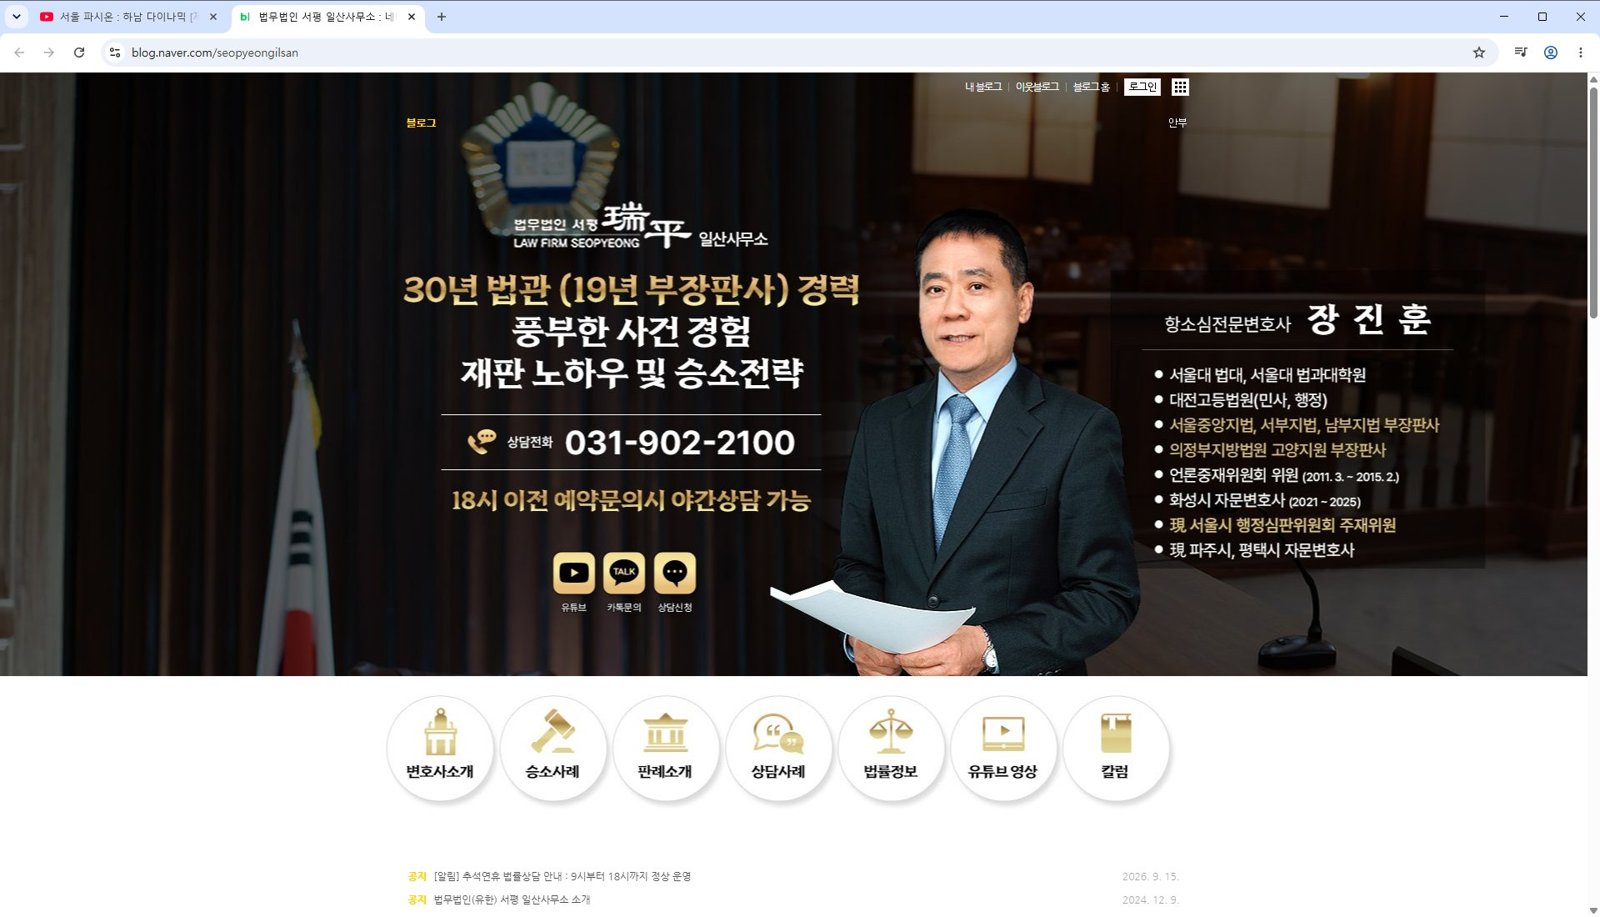 서울 파시온 : 하남 다이나믹
법무법인 서평 일산사무소 : 네
blog.naver.com/seopyeongilsan
내 블로그 | 이웃블로그 | 블로그 홈 | 로그인
블로그
안부
법무법인 서평 瑞平 일산사무소
LAW FIRM SEOPYEONG
30년 법관 (19년 부장판사) 경력
풍부한 사건 경험
재판 노하우 및 승소전략
상담전화 031-902-2100
18시 이전 예약문의시 야간상담 가능
TALK
유튜브 카톡문의 상담신청
항소심전문변호사 장 진 훈
● 서울대 법대, 서울대 법과대학원
● 대전고등법원(민사, 행정)
● 서울중앙지법, 서부지법, 남부지법 부장판사
● 의정부지방법원 고양지원 부장판사
● 언론중재위원회 위원 (2011. 3. ~ 2015. 2.)
● 화성시 자문변호사 (2021 ~ 2025)
● 現 서울시 행정심판위원회 주재위원
● 現 파주시, 평택시 자문변호사
변호사소개 승소사례 판례소개 상담사례 법률정보 유튜브 영상 칼럼
공지 [알림] 추석연휴 법률상담 안내 : 9시부터 18시까지 정상 운영 2026. 9. 15.
공지 법무법인(유한) 서평 일산사무소 소개 2024. 12. 9.